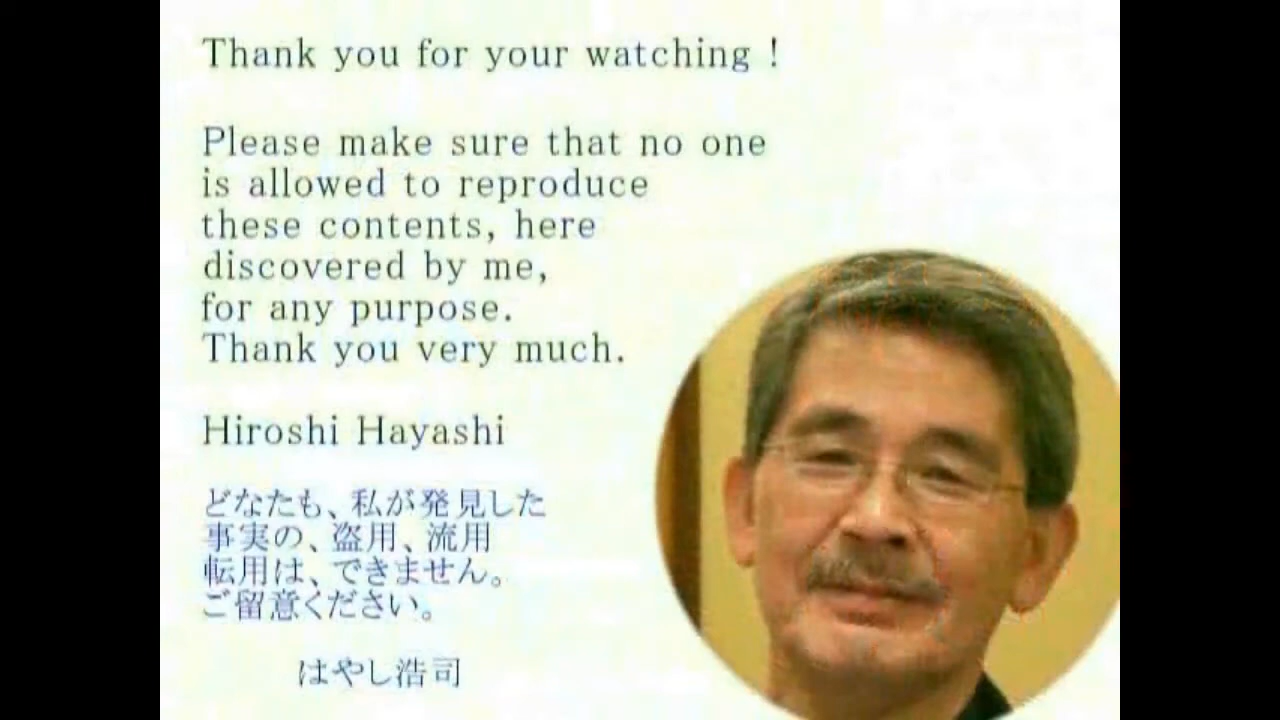 Thank you for your watching !
Please make sure that no one
is allowed to reproduce
these contents, here
discovered by me,
for any purpose.
Thank you very much.
Hiroshi Hayashi
どなたも、私が発見した
事実の、盗用、流用
転用は、できません。
ご留意ください。
はやし浩司